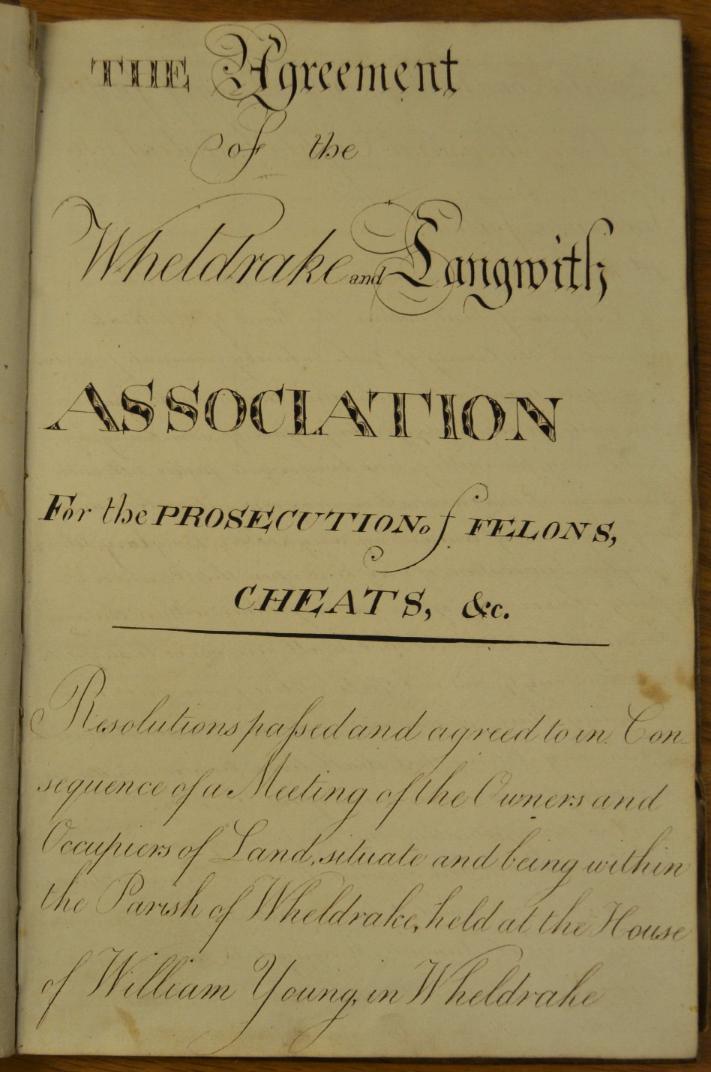 THE Agreement
of the
Wheldrake and Langwith
ASSOCIATION
For the PROSECUTION of FELONS,
CHEATS, &c.
Resolutions paſsed and agreed to in Con-
sequence of a Meeting of the Owners and
Occupiers of Land, situate and being within
the Parish of Wheldrake, held at the House
of William Young, in Wheldrake